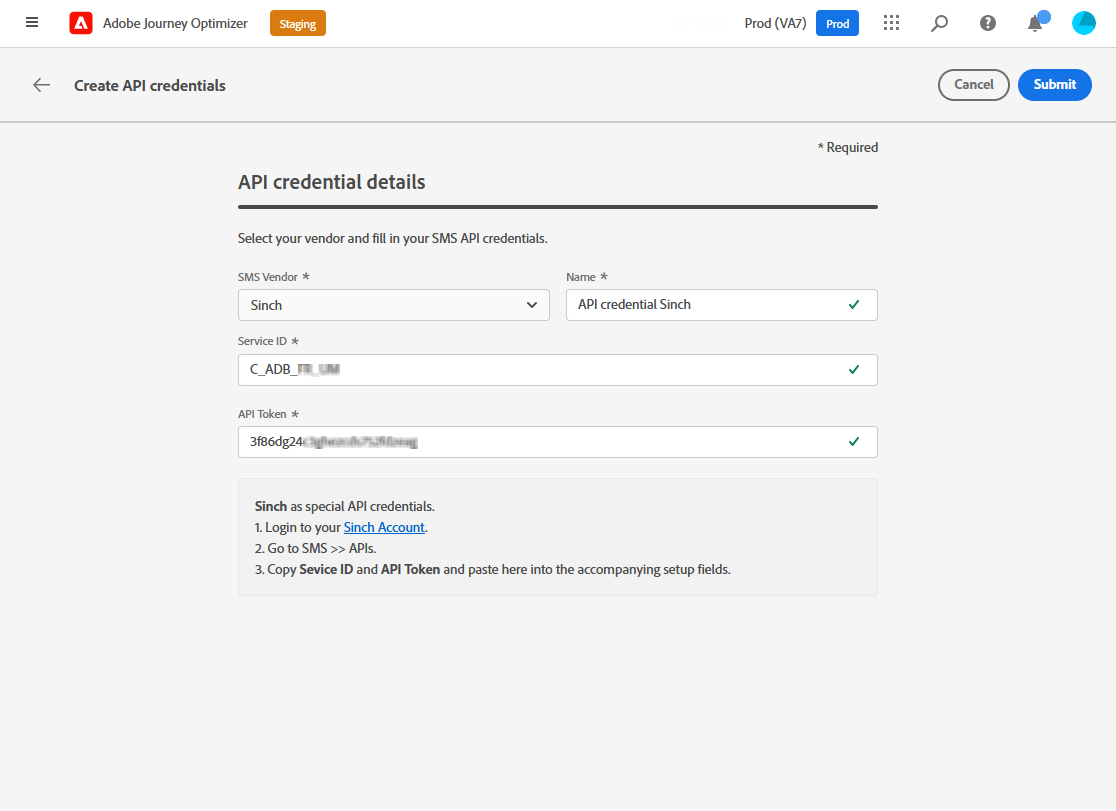 Adobe Journey Optimizer Staging Prod (VA7) Prod
Create API credentials Cancel Submit
* Required
API credential details
Select your vendor and fill in your SMS API credentials.
SMS Vendor * Name *
Sinch API credential Sinch
Service ID *
C_ADB_
API Token *
3f86dg24
Sinch as special API credentials.
1. Login to your Sinch Account.
2. Go to SMS >> APIs.
3. Copy Sevice ID and API Token and paste here into the accompanying setup fields.